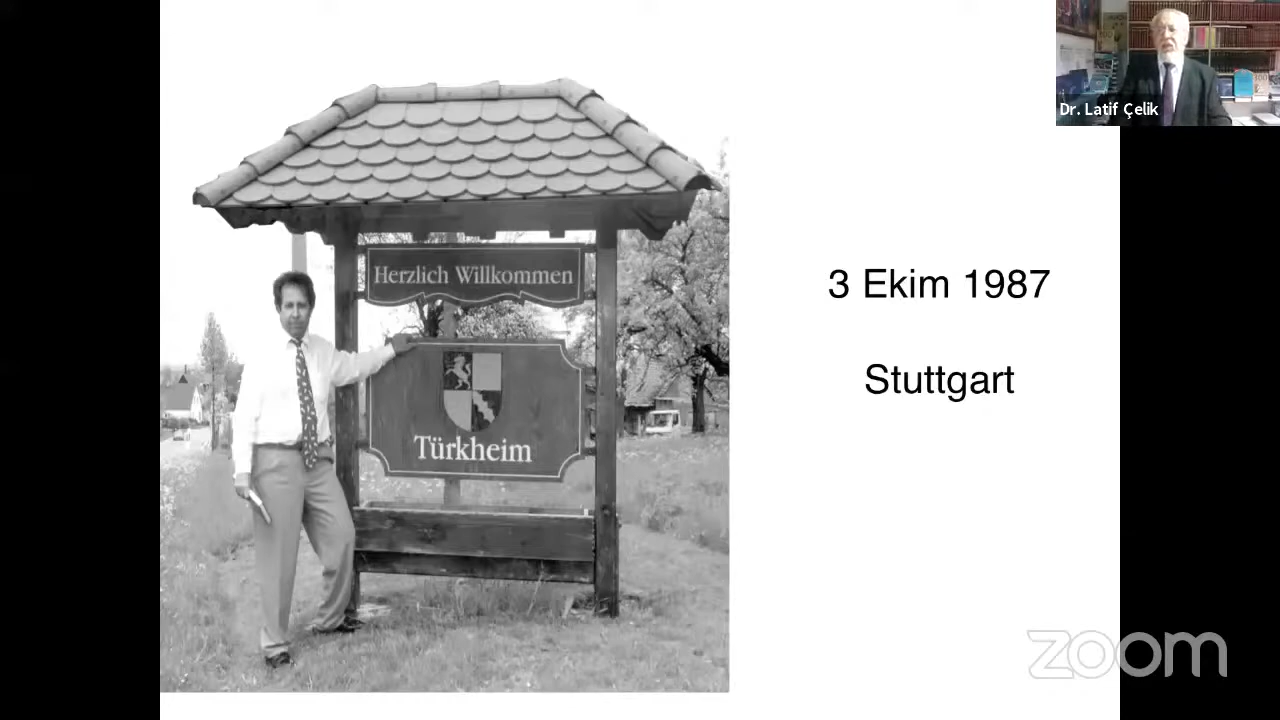 Dr. Latif Çelik
Herzlich Willkommen
Türkheim
3 Ekim 1987
Stuttgart
zoom